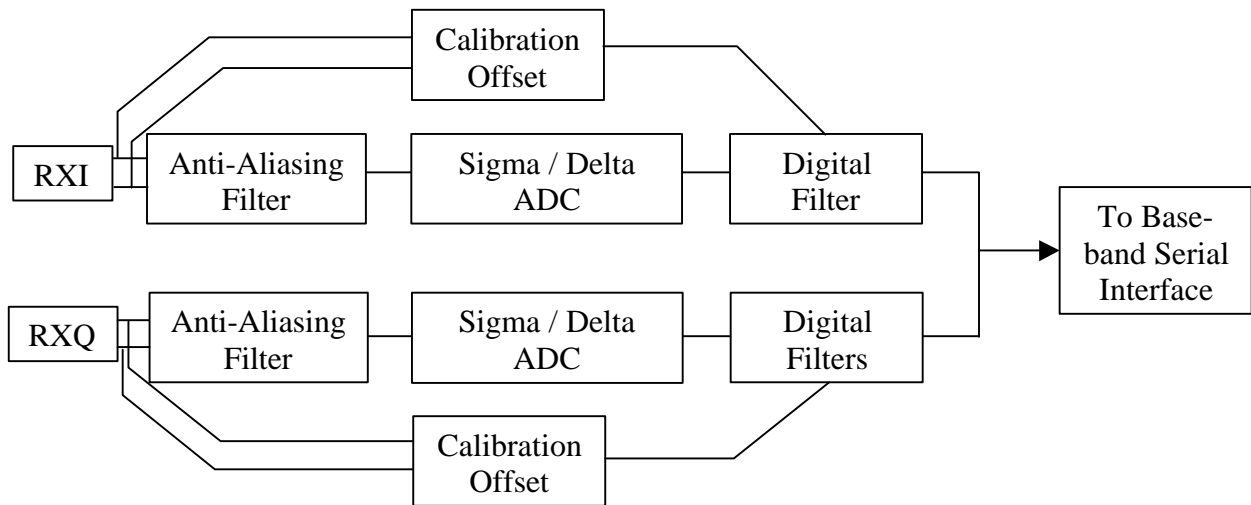 Calibration
Offset
RXI
Anti-Aliasing
Filter
Sigma / Delta
ADC
Digital
Filter
To Base-
band Serial
Interface
RXQ
Anti-Aliasing
Filter
Sigma / Delta
ADC
Digital
Filters
Calibration
Offset